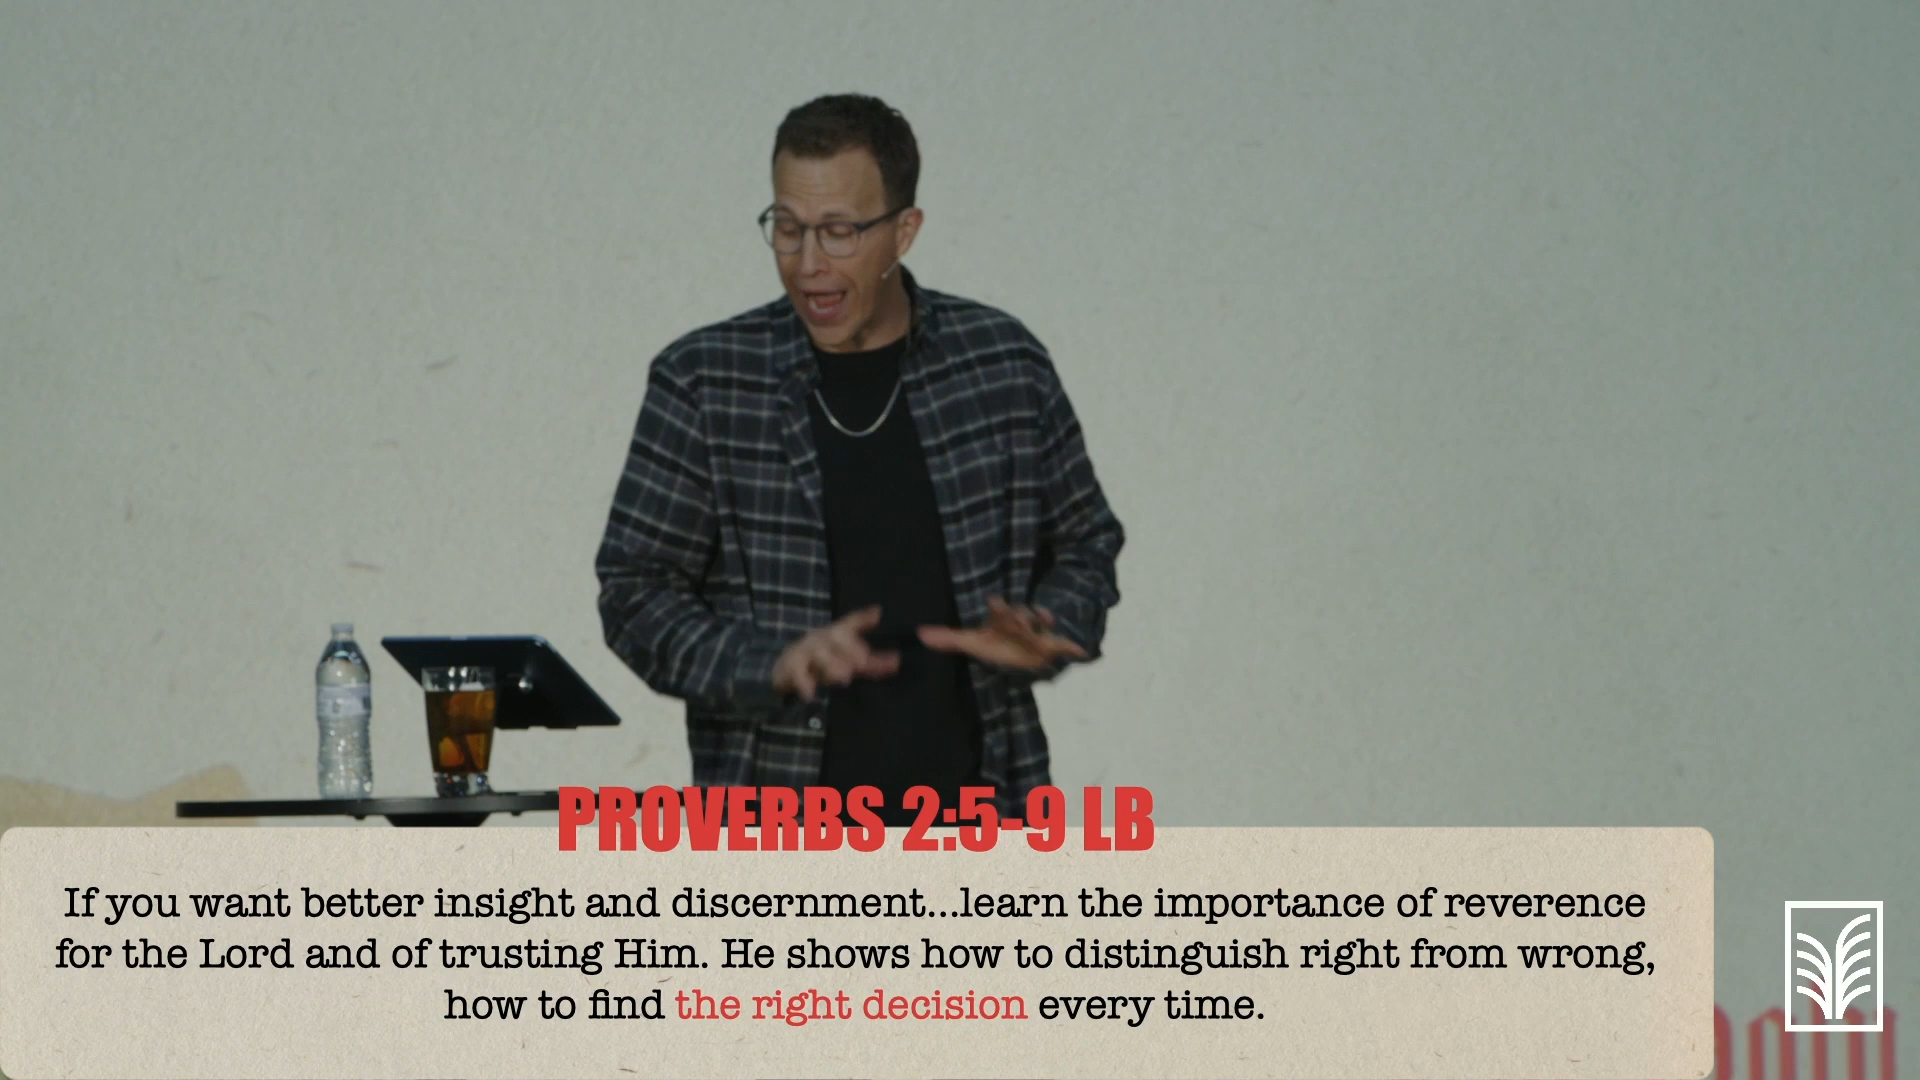 PROVERBS 2:5-9 LB
If you want better insight and discernment...learn the importance of reverence
for the Lord and of trusting Him. He shows how to distinguish right from wrong,
how to find the right decision every time.